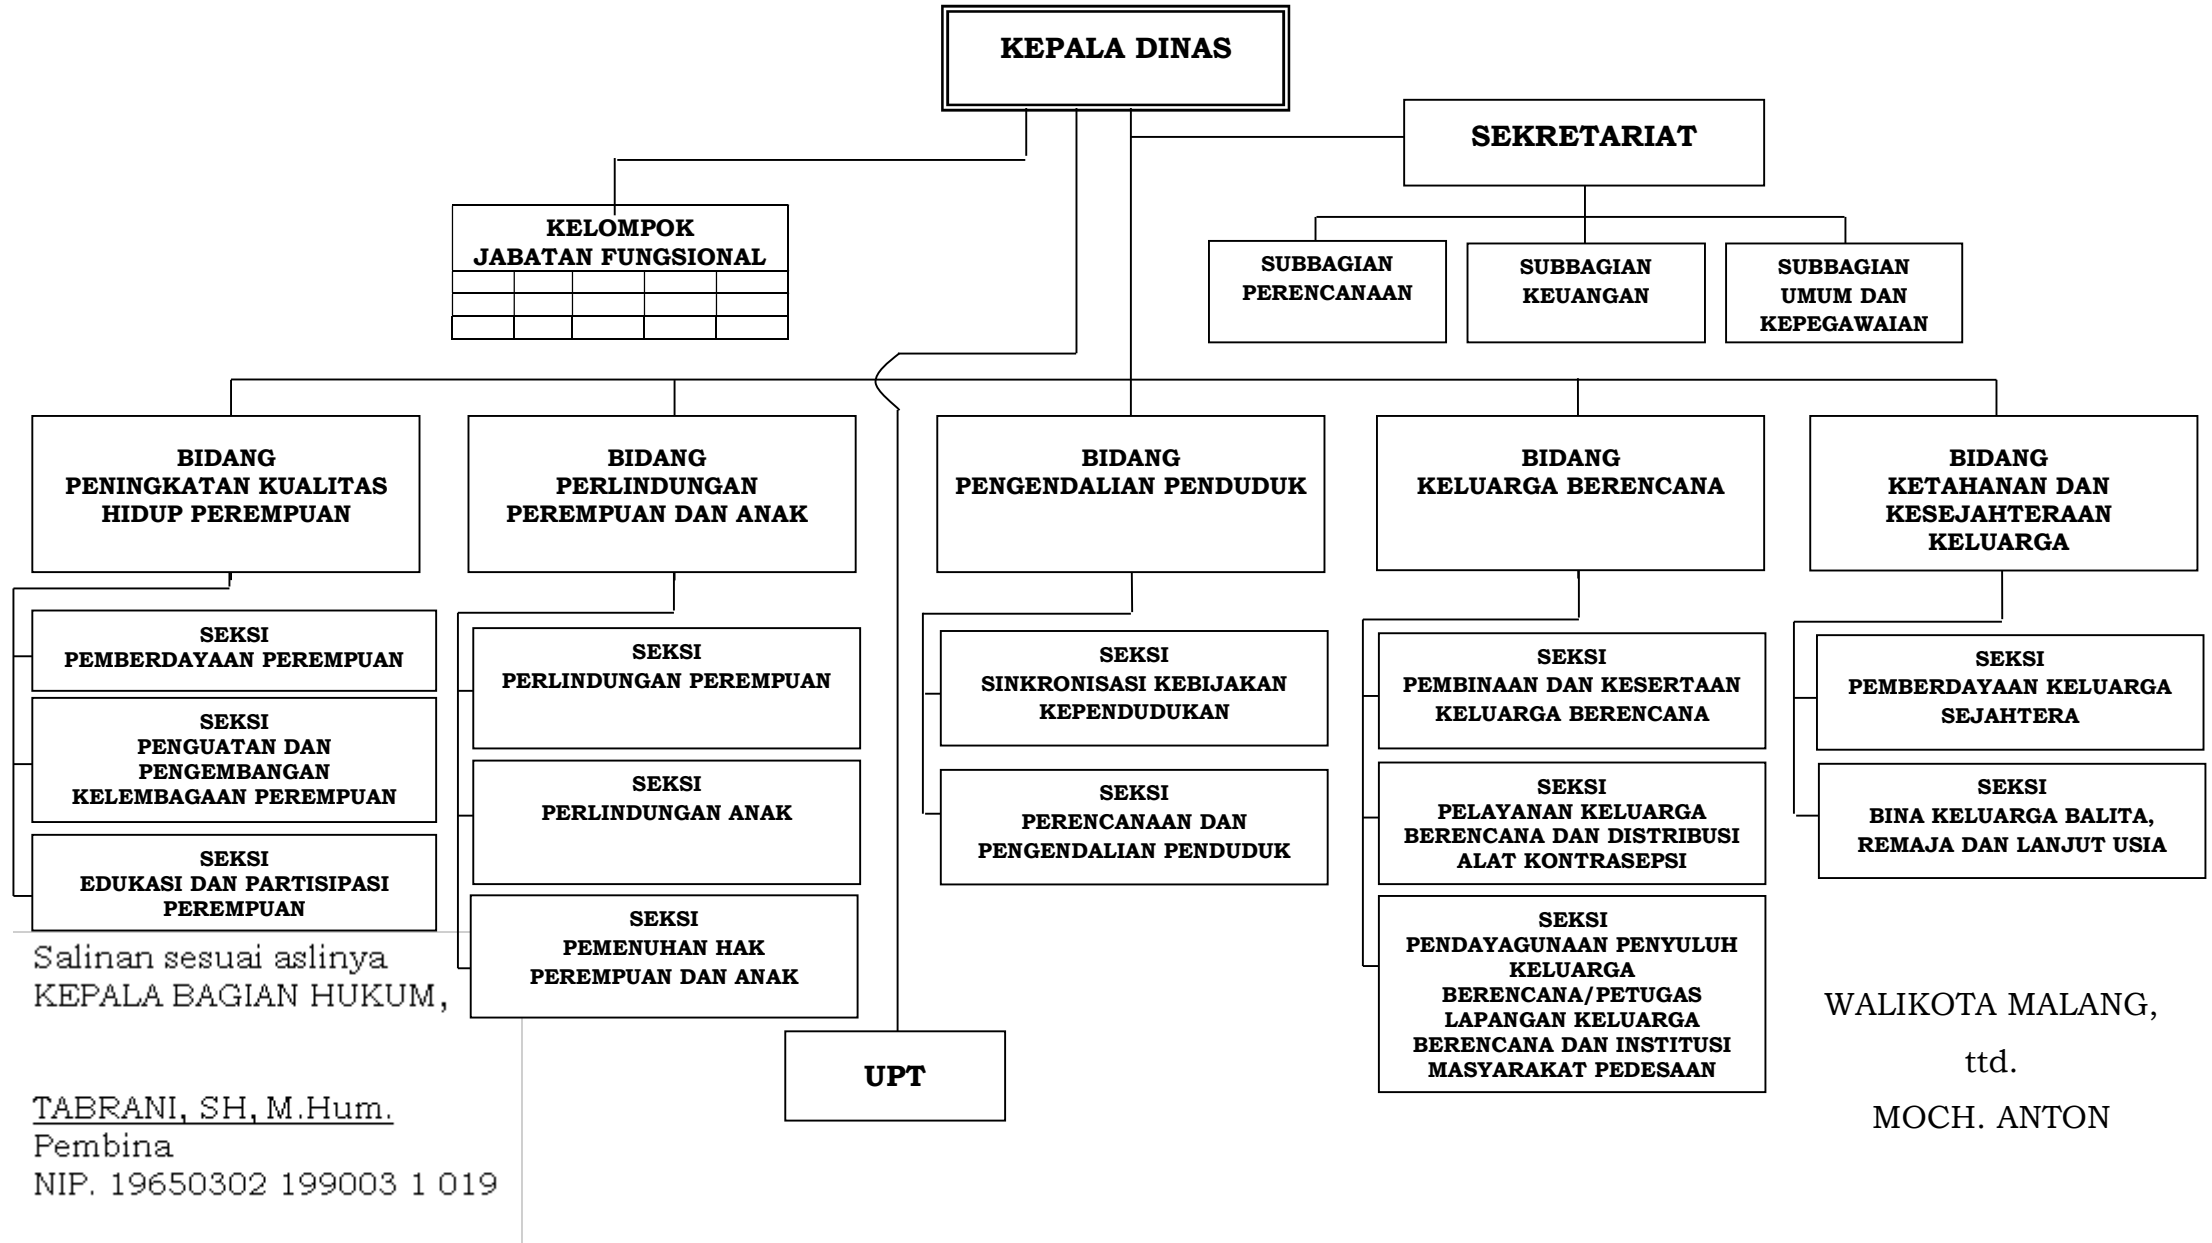 KEPALA DINAS
SEKRETARIAT
KELOMPOK
JABATAN FUNGSIONAL
SUBBAGIAN
PERENCANAAN
SUBBAGIAN
KEUANGAN
SUBBAGIAN
UMUM DAN
KEPEGAWAIAN
BIDANG
PENINGKATAN KUALITAS
HIDUP PEREMPUAN
BIDANG
PERLINDUNGAN
PEREMPUAN DAN ANAK
BIDANG
PENGENDALIAN PENDUDUK
BIDANG
KELUARGA BERENCANA
BIDANG
KETAHANAN DAN
KESEJAHTERAAN
KELUARGA
SEKSI
PEMBERDAYAAN PEREMPUAN
SEKSI
PENGUATAN DAN
PENGEMBANGAN
KELEMBAGAAN PEREMPUAN
SEKSI
EDUKASI DAN PARTISIPASI
PEREMPUAN
SEKSI
PERLINDUNGAN PEREMPUAN
SEKSI
PERLINDUNGAN ANAK
SEKSI
PEMENUHAN HAK
PEREMPUAN DAN ANAK
SEKSI
SINKRONISASI KEBIJAKAN
KEPENDUDUKAN
SEKSI
PERENCANAAN DAN
PENGENDALIAN PENDUDUK
SEKSI
PEMBINAAN DAN KESERTAAN
KELUARGA BERENCANA
SEKSI
PELAYANAN KELUARGA
BERENCANA DAN DISTRIBUSI
ALAT KONTRASEPSI
SEKSI
PENDAYAGUNAAN PENYULUH
KELUARGA
BERENCANA/PETUGAS
LAPANGAN KELUARGA
BERENCANA DAN INSTITUSI
MASYARAKAT PEDESAAN
SEKSI
PEMBERDAYAAN KELUARGA
SEJAHTERA
SEKSI
BINA KELUARGA BALITA,
REMAJA DAN LANJUT USIA
UPT
Salinan sesuai aslinya
KEPALA BAGIAN HUKUM,
TABRANI, SH, M.Hum.
Pembina
NIP. 19650302 199003 1 019
WALIKOTA MALANG,
ttd.
MOCH. ANTON